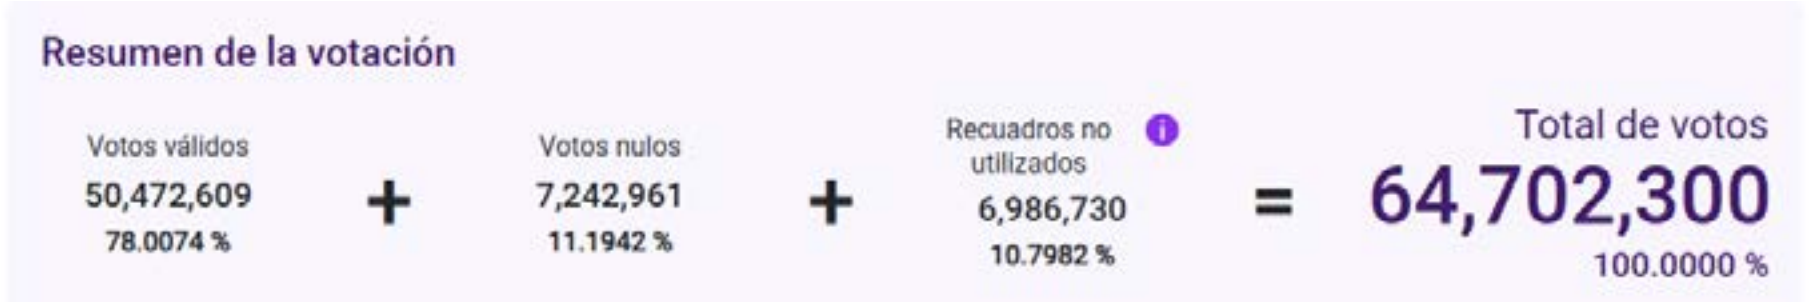 Resumen de la votación
Votos válidos
50,472,609
78.0074 %
+
Votos nulos
7,242,961
11.1942 %
+
Recuadros no
utilizados
6,986,730
10.7982 %
=
Total de votos
64,702,300
100.0000 %